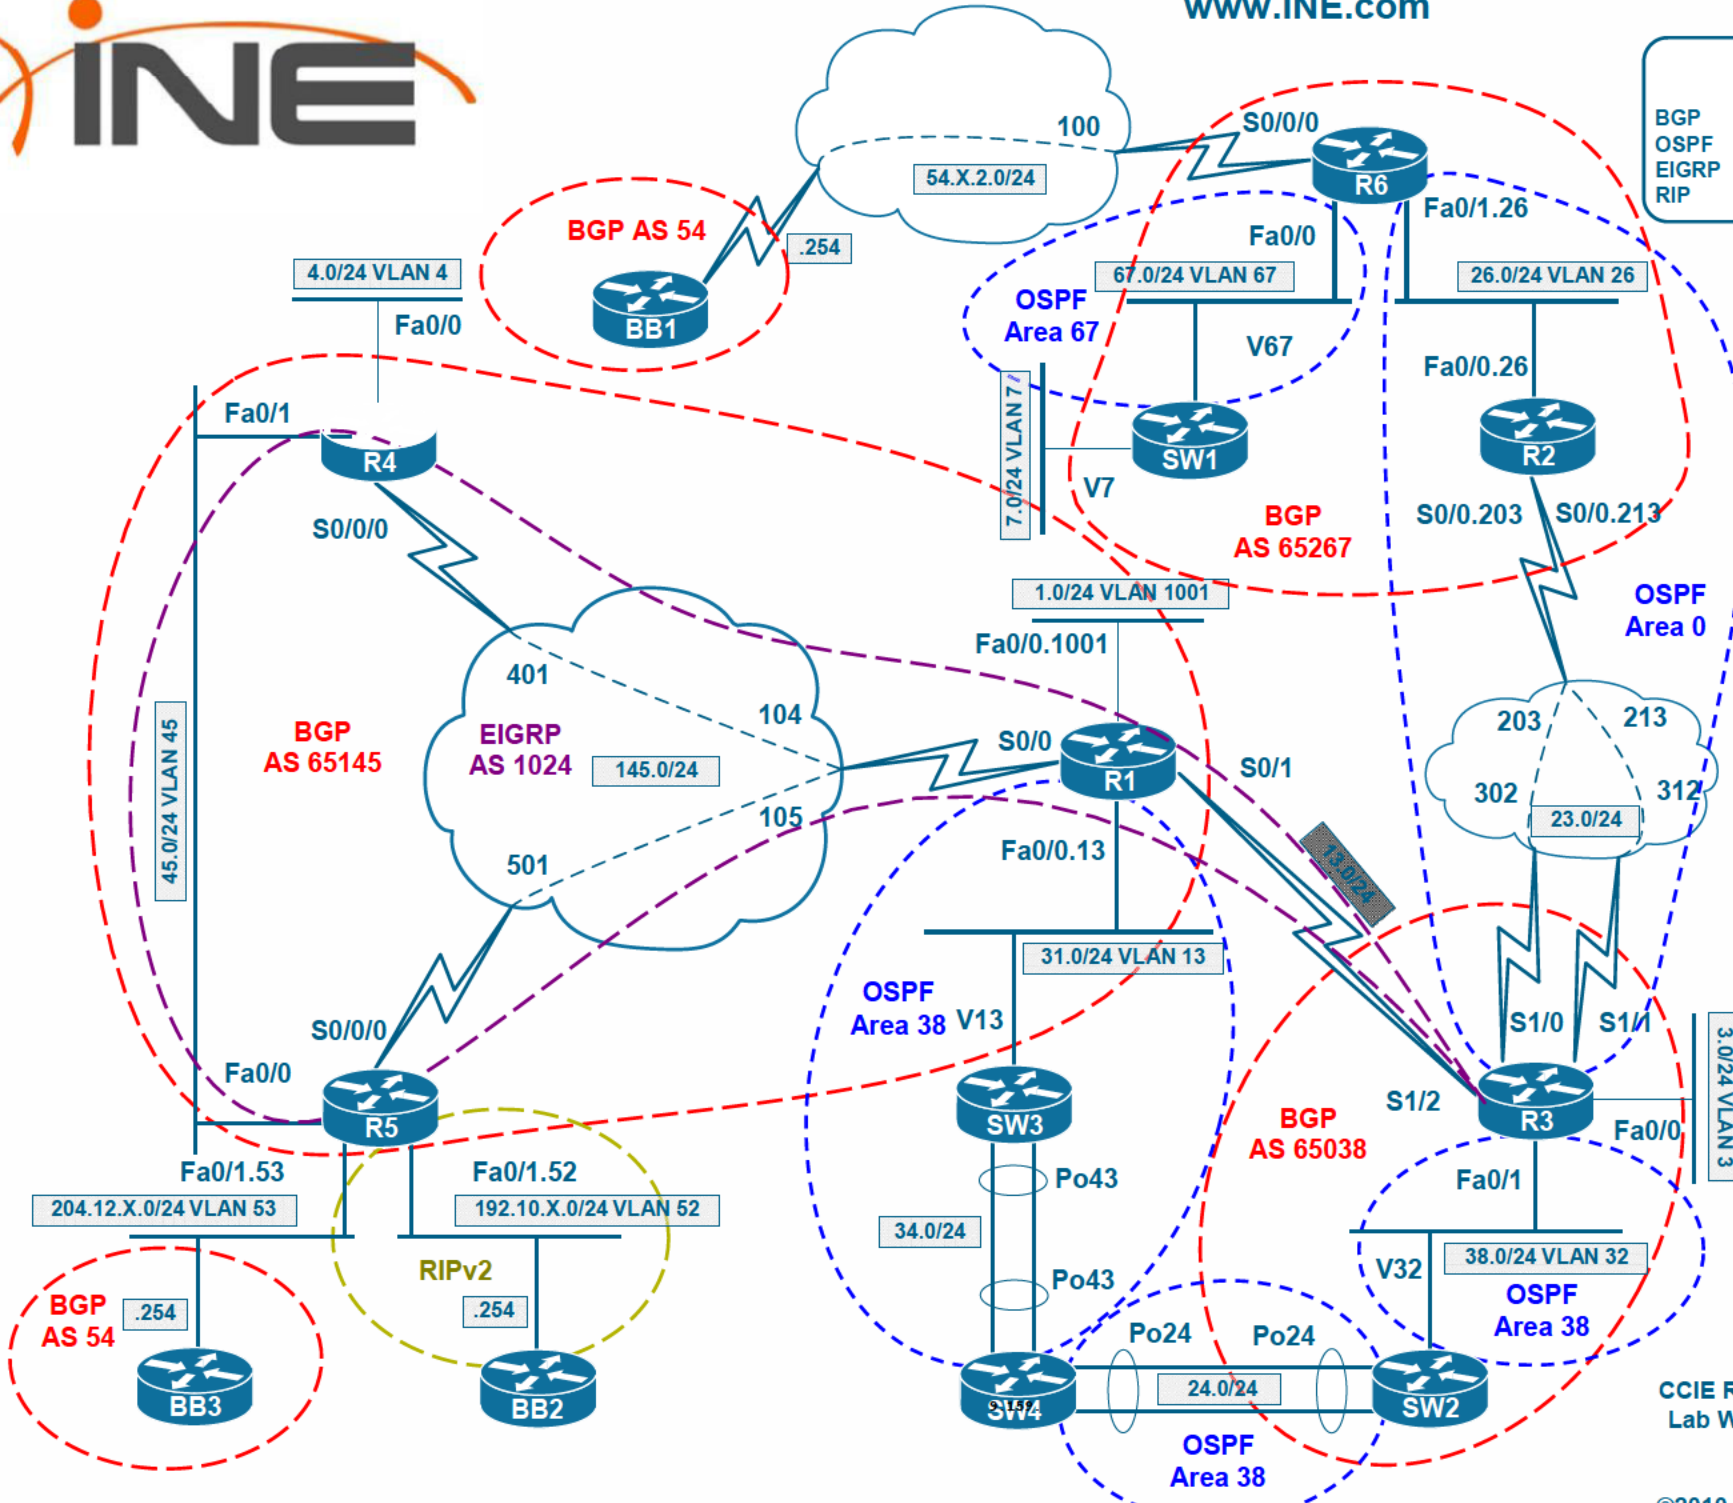 www.INE.com
iNE
BGP
OSPF
EIGRP
RIP
100
S0/0/0
R6
54.X.2.0/24
Fa0/1.26
BGP AS 54
.254
Fa0/0
BB1
4.0/24 VLAN 4
Fa0/0
67.0/24 VLAN 67
26.0/24 VLAN 26
OSPF
Area 67
V67
Fa0/0.26
7.0/24 VLAN 7
SW1
V7
R2
Fa0/1
R4
S0/0/0
BGP
AS 65267
S0/0.203
S0/0.213
OSPF
Area 0
1.0/24 VLAN 1001
Fa0/0.1001
401
104
45.0/24 VLAN 45
BGP
AS 65145
EIGRP
AS 1024
145.0/24
S0/0
R1
S0/1
203
213
302
312
23.0/24
105
501
Fa0/0.13
13.0/24
31.0/24 VLAN 13
OSPF
Area 38
V13
S0/0/0
Fa0/0
R5
SW3
S1/0
S1/1
S1/2
R3
Fa0/0
3.0/24 VLAN 3
BGP
AS 65038
Fa0/1
Fa0/1.53
Fa0/1.52
204.12.X.0/24 VLAN 53
192.10.X.0/24 VLAN 52
RIPv2
Po43
34.0/24
Po43
V32
38.0/24 VLAN 32
OSPF
Area 38
BGP
AS 54
.254
.254
BB3
BB2
Po24
Po24
24.0/24
SW4
9.159.
SW2
OSPF
Area 38
CCIE R
Lab W